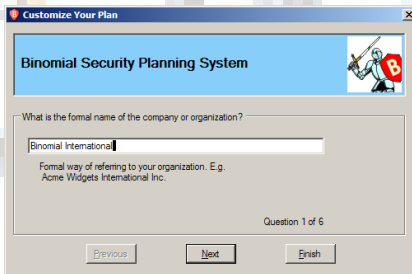 Customize Your Plan
Binomial Security Planning System
B
What is the formal name of the company or organization?
Binomial International
Formal way of referring to your organization. E.g.
Acme Widgets International Inc.
Question 1 of 6
Previous
Next
Finish